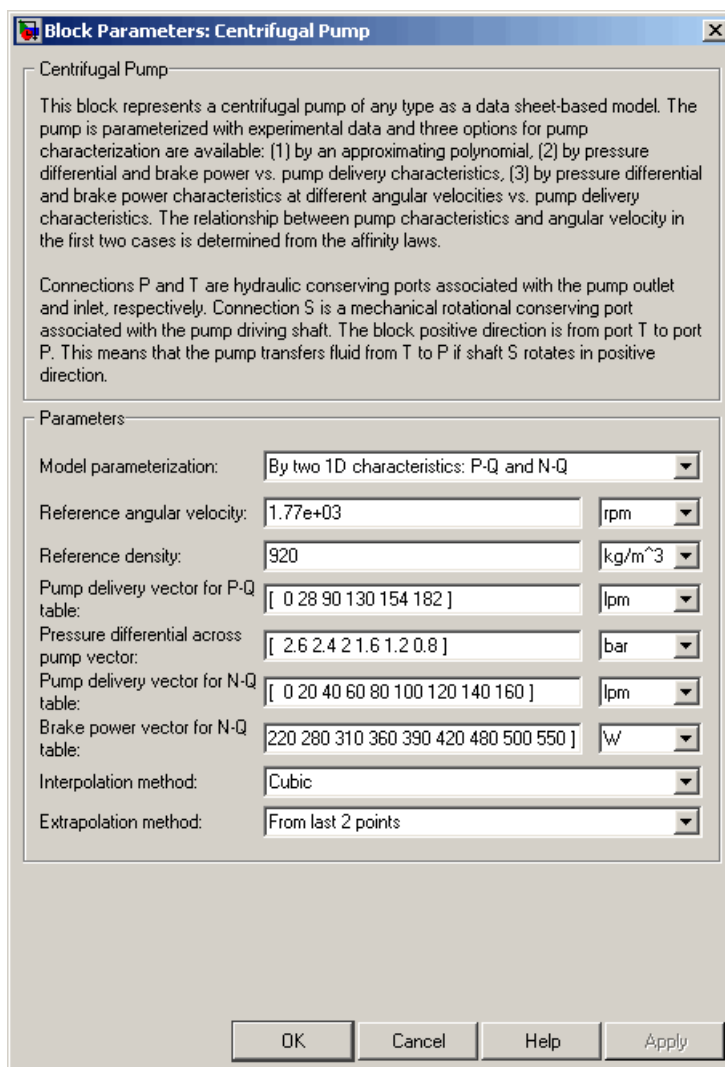 Block Parameters: Centrifugal Pump
Centrifugal Pump
This block represents a centrifugal pump of any type as a data sheet-based model. The
pump is parameterized with experimental data and three options for pump
characterization are available: (1) by an approximating polynomial, (2) by pressure
differential and brake power vs. pump delivery characteristics, (3) by pressure differential
and brake power characteristics at different angular velocities vs. pump delivery
characteristics. The relationship between pump characteristics and angular velocity in
the first two cases is determined from the affinity laws.
Connections P and T are hydraulic conserving ports associated with the pump outlet
and inlet, respectively. Connection S is a mechanical rotational conserving port
associated with the pump driving shaft. The block positive direction is from port T to port
P. This means that the pump transfers fluid from T to P if shaft S rotates in positive
direction.
Parameters
Model parameterization: By two 1D characteristics: P-Q and N-Q
Reference angular velocity: 1.77e+03 rpm
Reference density: 920 kg/m^3
Pump delivery vector for P-Q
table: [ 0 28 90 130 154 182 ] lpm
Pressure differential across
pump vector: [ 2.6 2.4 2 1.6 1.2 0.8 ] bar
Pump delivery vector for N-Q
table: [ 0 20 40 60 80 100 120 140 160 ] lpm
Brake power vector for N-Q
table: 220 280 310 360 390 420 480 500 550 ] W
Interpolation method: Cubic
Extrapolation method: From last 2 points
OK Cancel Help Apply